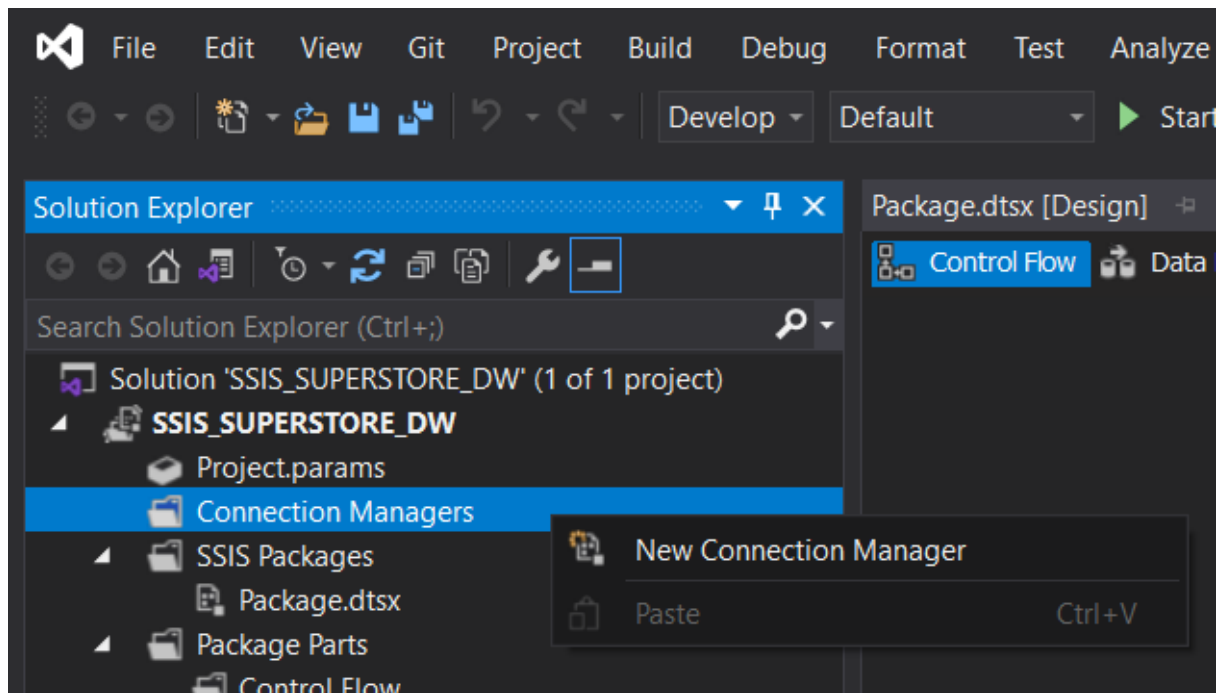 File Edit View Git Project Build Debug Format Test Analyze
Develop Default Start
Solution Explorer
Package.dtsx [Design]
Control Flow Data
Search Solution Explorer (Ctrl+;)
Solution 'SSIS_SUPERSTORE_DW' (1 of 1 project)
SSIS_SUPERSTORE_DW
Project.params
Connection Managers
New Connection Manager
SSIS Packages
Package.dtsx
Paste Ctrl+V
Package Parts
Control Flow